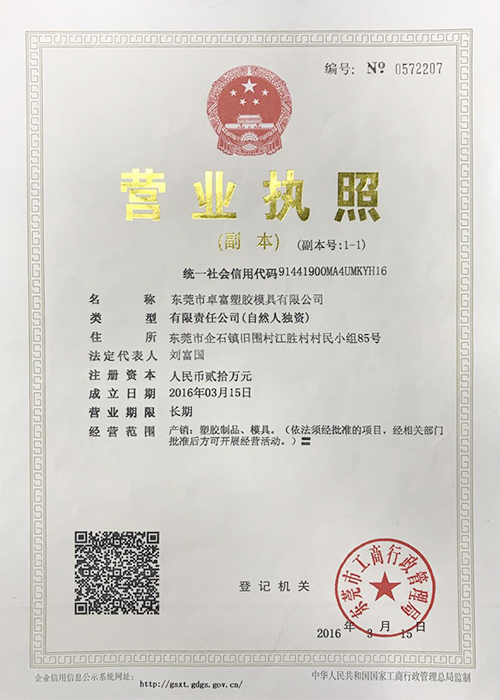 编号: № 0572207
营业执照
(副 本) (副本号:1-1)
统一社会信用代码91441900MA4UMKYH16
名 称 东莞市卓富塑胶模具有限公司
类 型 有限责任公司(自然人独资)
住 所 东莞市企石镇旧围村江胜村村民小组85号
法定代表人 刘富国
注册资本 人民币贰拾万元
成立日期 2016年03月15日
营业期限 长期
经营范围 产销：塑胶制品、模具。（依法须经批准的项目，经相关部门
批准后方可开展经营活动。）〓
东莞市工商行政管理局
登记机关
2016 年 3 月 15日
企业信用信息公示系统网址: http://gsxt.gdgs.gov.cn/
中华人民共和国国家工商行政管理总局监制